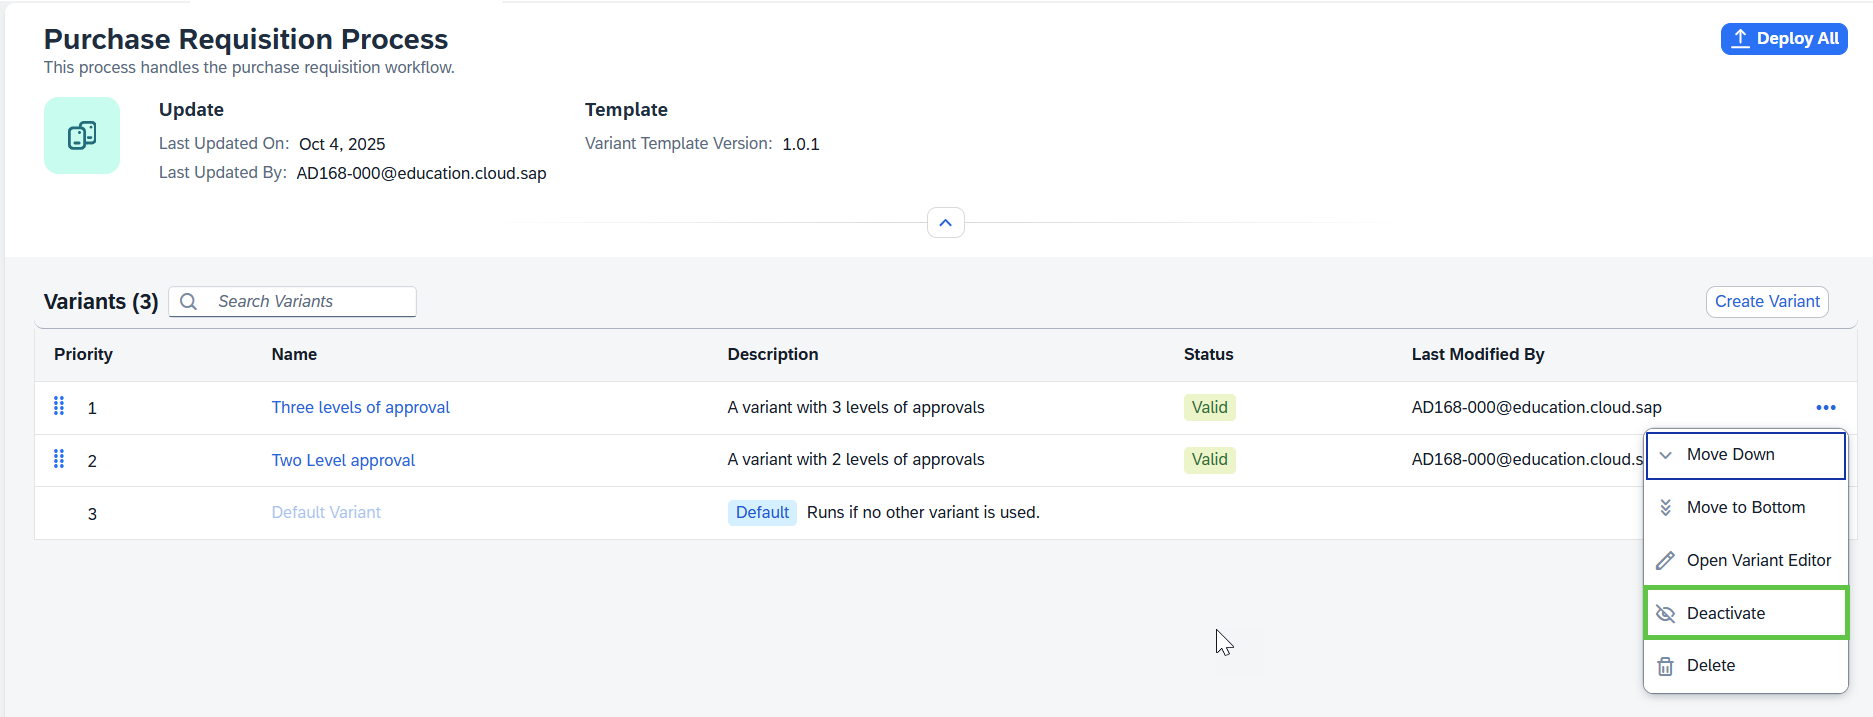 Purchase Requisition Process
Deploy All
This process handles the purchase requisition workflow.
Update
Template
Last Updated On: Oct 4, 2025
Variant Template Version: 1.0.1
Last Updated By: AD168-000@education.cloud.sap
Variants (3)
Search Variants
Create Variant
Priority Name Description Status Last Modified By
1 Three levels of approval A variant with 3 levels of approvals Valid AD168-000@education.cloud.sap
2 Two Level approval A variant with 2 levels of approvals Valid AD168-000@education.cloud.s
3 Default Variant Default Runs if no other variant is used.
Move Down
Move to Bottom
Open Variant Editor
Deactivate
Delete